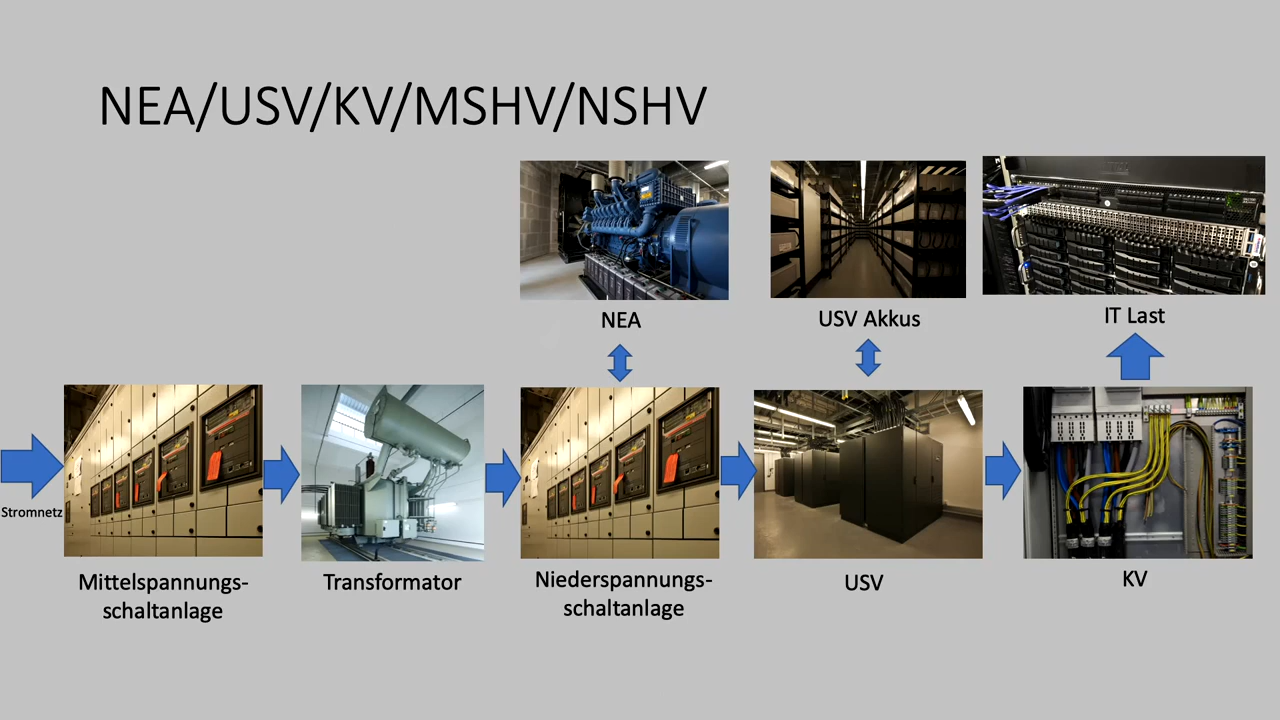 NEA/USV/KV/MSHV/NSHV
NEA
USV Akkus
IT Last
Stromnetz
Mittelspannungs-
schaltanlage
Transformator
Niederspannungs-
schaltanlage
USV
KV